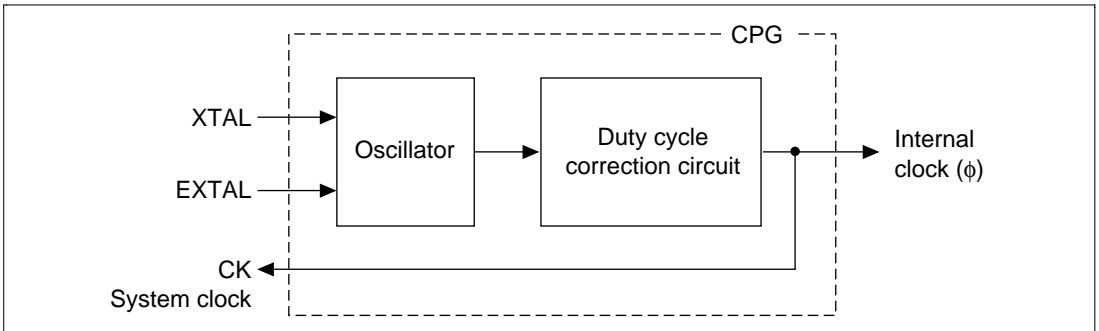 CPG
XTAL
EXTAL
Oscillator
Duty cycle
correction circuit
Internal
clock (ϕ)
CK
System clock